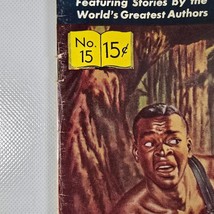 Featuring Stories by the
World's Greatest Authors
No. 15¢
15